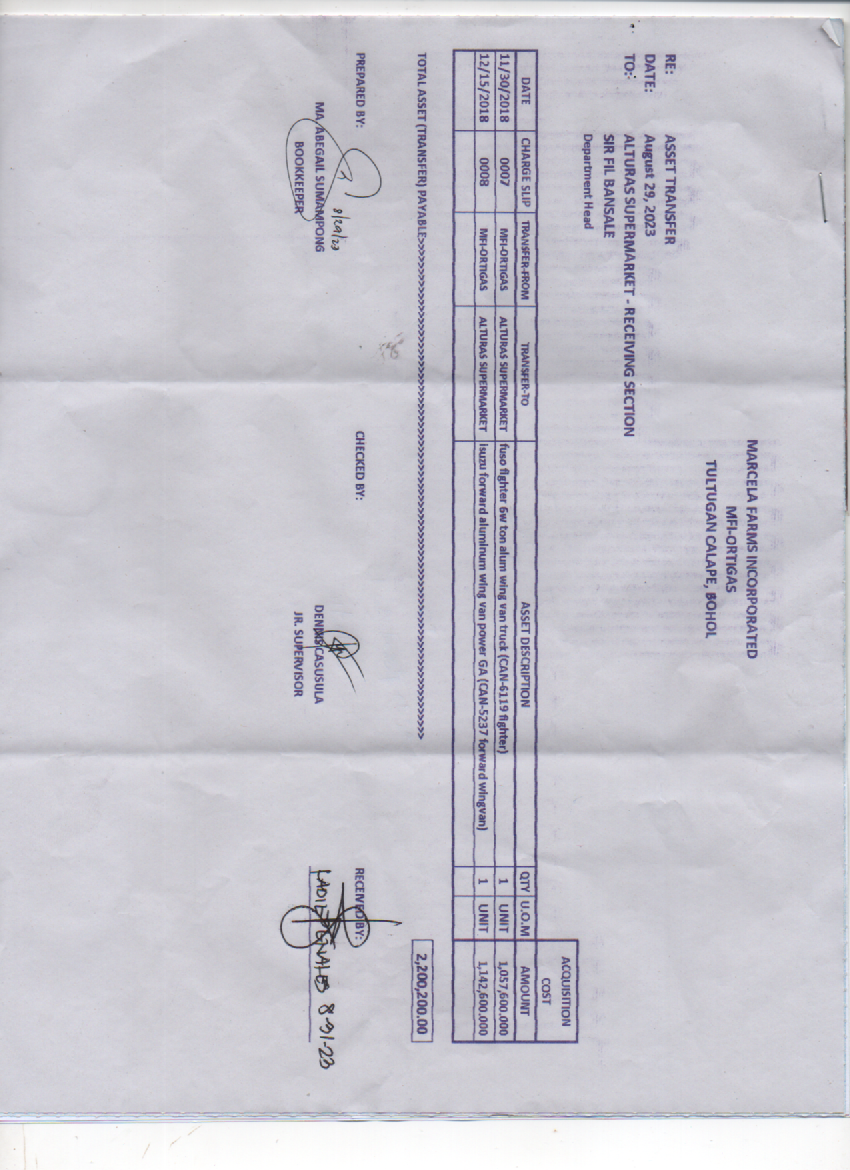 MARCELA FARMS INCORPORATED
MFI-ORTIGAS
TULTUGAN CALAPE, BOHOL
RE: ASSET TRANSFER
DATE: August 29, 2023
TO: ALTURAS SUPERMARKET - RECEIVING SECTION
SIR FIL BANSALE
Department Head
ACQUISITION COST
DATE CHARGE SLIP TRANSFER-FROM TRANSFER-TO ASSET DESCRIPTION QTY U.O.M AMOUNT
11/30/2018 0007 MFI-ORTIGAS ALTURAS SUPERMARKET fuso fighter 6w ton alum wing van truck (CAN-6119 fighter) 1 UNIT 1,057,600.000
12/15/2018 0008 MFI-ORTIGAS ALTURAS SUPERMARKET Isuzu forward aluminum wing van power GA (CAN-5237 forward wingvan) 1 UNIT 1,142,600.000
TOTAL ASSET (TRANSFER) PAYABLE>>>>>>>>>>>>>>>>>>>>>>>>>>>>>>>>>>>>>>>>>>>>>>>>>>>>>>>>>>>>>>>> 2,200,200.00
PREPARED BY: CHECKED BY: RECEIVED BY:
8/29/23
MA. ABEGAIL SUMAMPONG DENNIS CASUSULA 8-31-23
BOOKKEEPER JR. SUPERVISOR